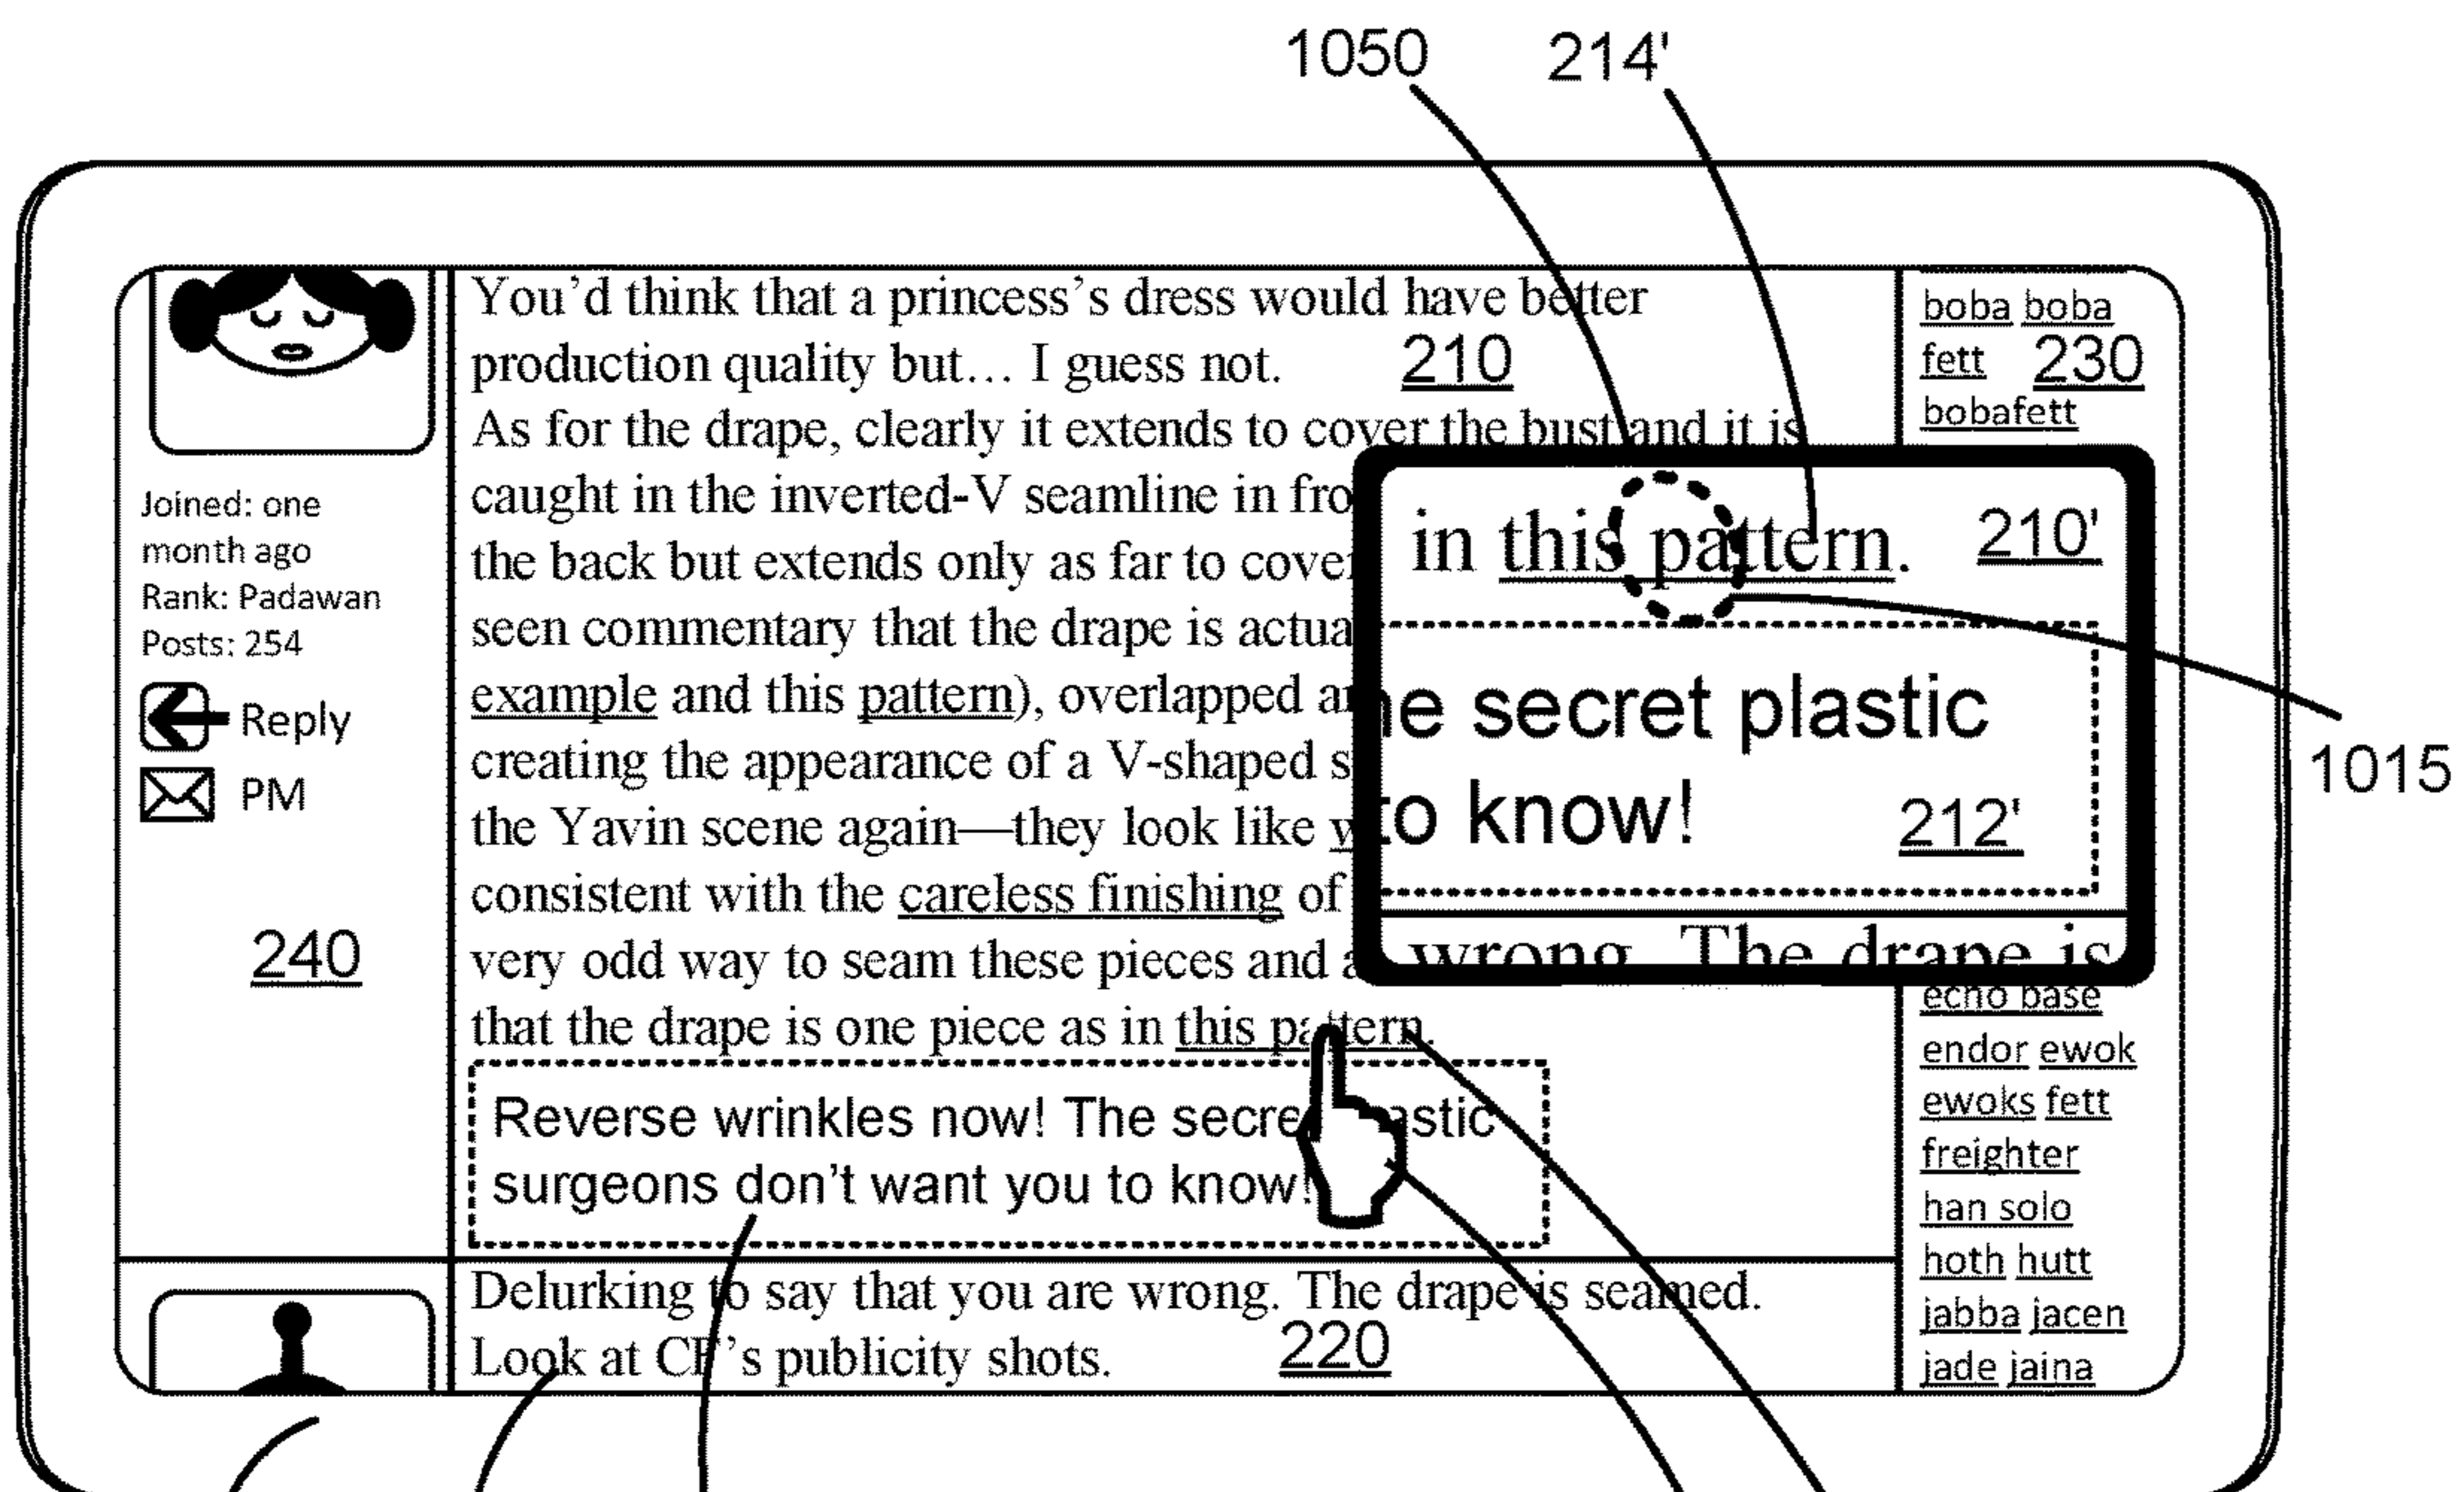 1050
214'
You'd think that a princess's dress would have better
production quality but... I guess not.
210
As for the drape, clearly it extends to cover the bust and it is
caught in the inverted-V seamline in
the back but extends only as far to
seen commentary that the drape is
example and this pattern), overlapped
creating the appearance of a V-shaped
the Yavin scene again—they look like
consistent with the careless finishing of
very odd way to seam these pieces and
that the drape is one piece as in this pattern.
Reverse wrinkles now! The secret plastic
surgeons don't want you to know!
Delurking to say that you are wrong. The drape is seamed.
Look at CF's publicity shots.
220
Joined: one
month ago
Rank: Padawan
Posts: 254
Reply
PM
240
in this pattern.
210'
secret plastic
to know!
212'
wrong. The drape is
1015
boba boba
fett
230
bobafett
echo base
endor ewok
ewoks fett
freighter
han solo
hoth hutt
jabba jacen
jade jaina